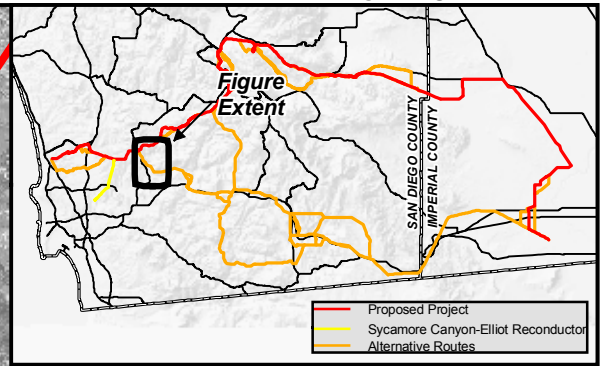 Figure
Extent
SAN DIEGO COUNTY
IMPERIAL COUNTY
Proposed Project
Sycamore Canyon-Elliot Reconductor
Alternative Routes